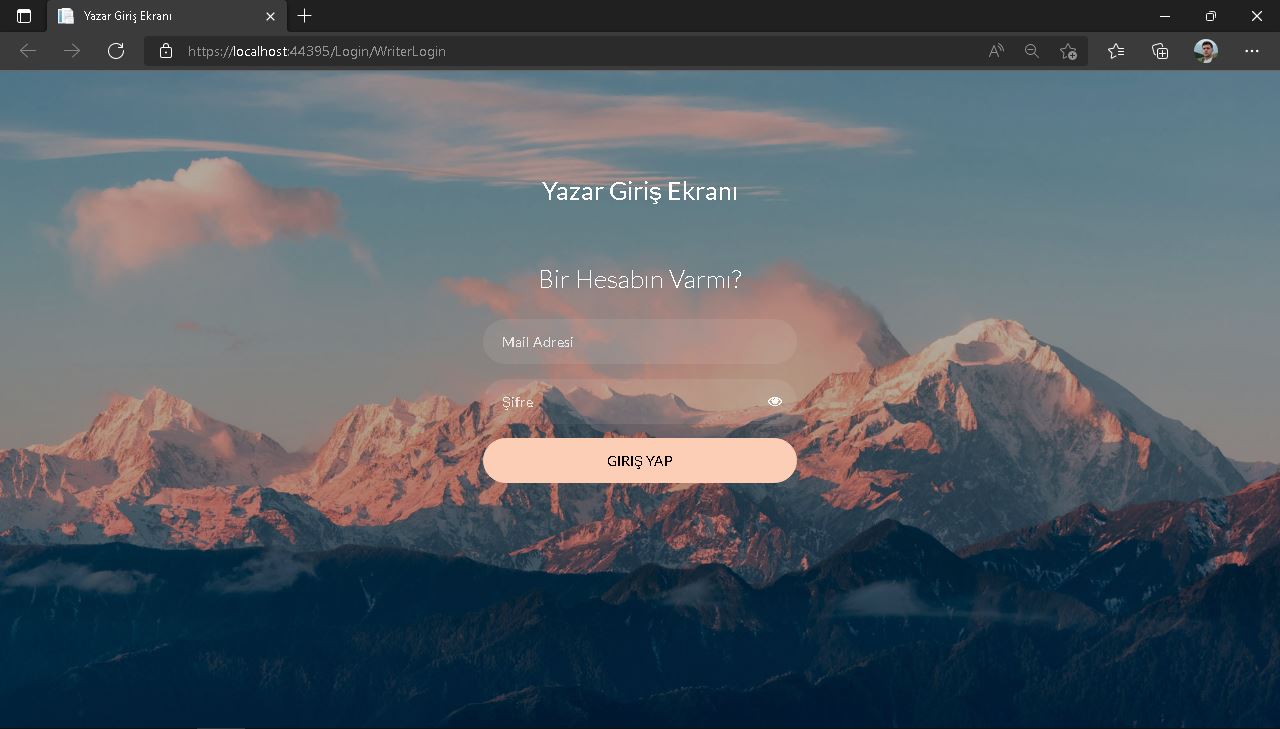 Yazar Giriş Ekranı
https://localhost:44395/Login/WriterLogin
Yazar Giriş Ekranı
Bir Hesabın Varmı?
Mail Adresi
Şifre
GIRIŞ YAP